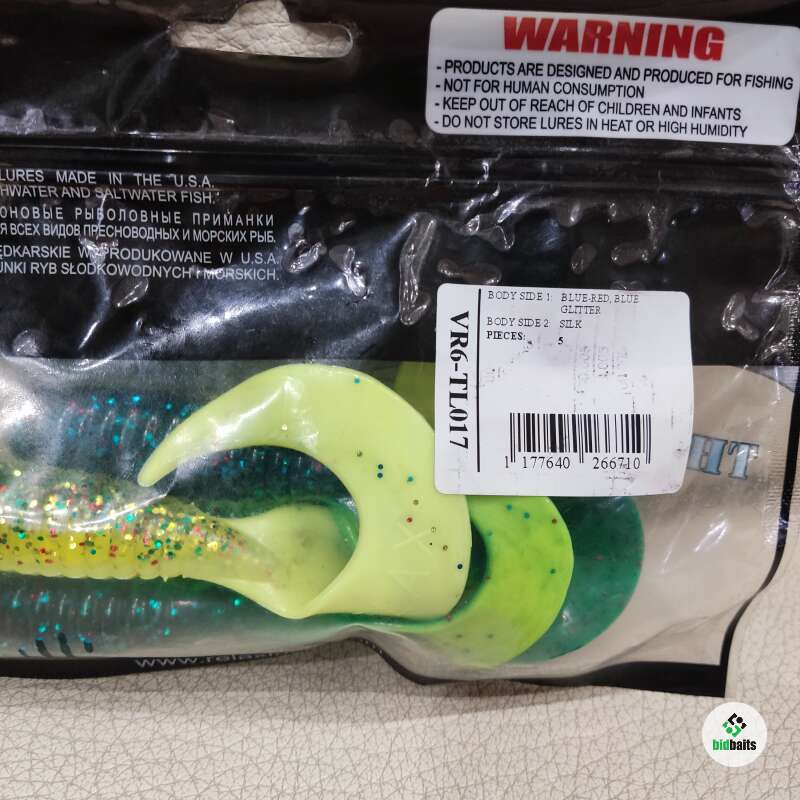 WARNING
- PRODUCTS ARE DESIGNED AND PRODUCED FOR FISHING
- NOT FOR HUMAN CONSUMPTION
- KEEP OUT OF REACH OF CHILDREN AND INFANTS
- DO NOT STORE LURES IN HEAT OR HIGH HUMIDITY
LURES MADE IN THE U.S.A.
HWATER AND SALTWATER FISH.
ОНОВЫЕ РЫБОЛОВНЫЕ ПРИМАНКИ
Я ВСЕХ ВИДОВ ПРЕСНОВОДНЫХ И МОРСКИХ РЫБ.
ĘDKARSKIE WYPRODUKOWANE W U.S.A.
UNKI RYB SŁODKOWODNYCH I MORSKICH.
VR6-TL017
BODY SIDE 1: BLUE-RED, BLUE
GLITTER
BODY SIDE 2: SILK
PIECES: 5
1 177640 266710
HT
www.relax
bidbaits